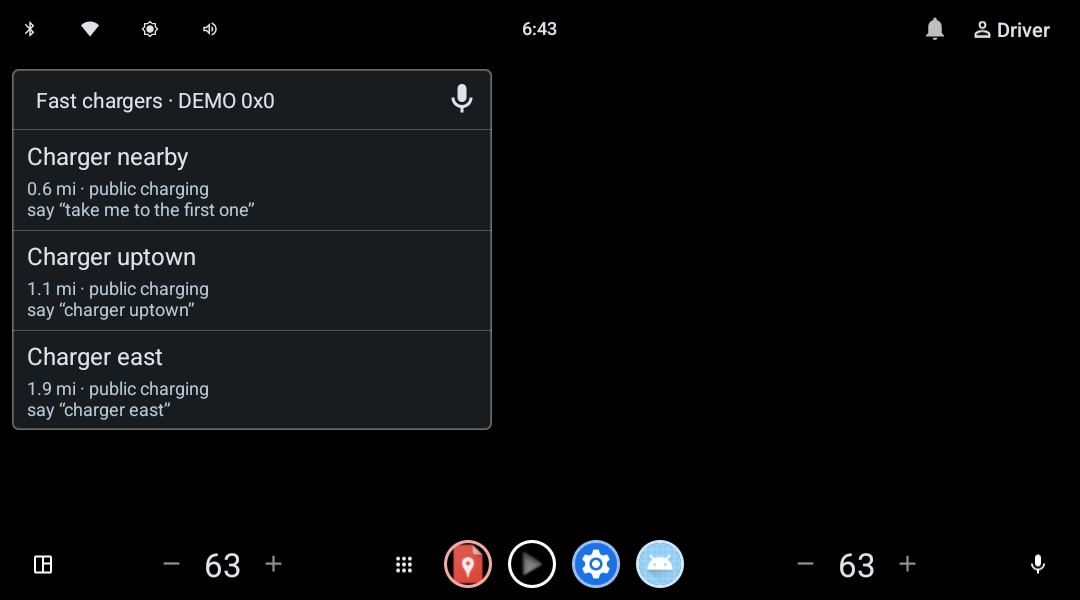 6:43
Driver
Fast chargers · DEMO 0x0
Charger nearby
0.6 mi · public charging
say “take me to the first one”
Charger uptown
1.1 mi · public charging
say “charger uptown”
Charger east
1.9 mi · public charging
say “charger east”
− 63 +
− 63 +